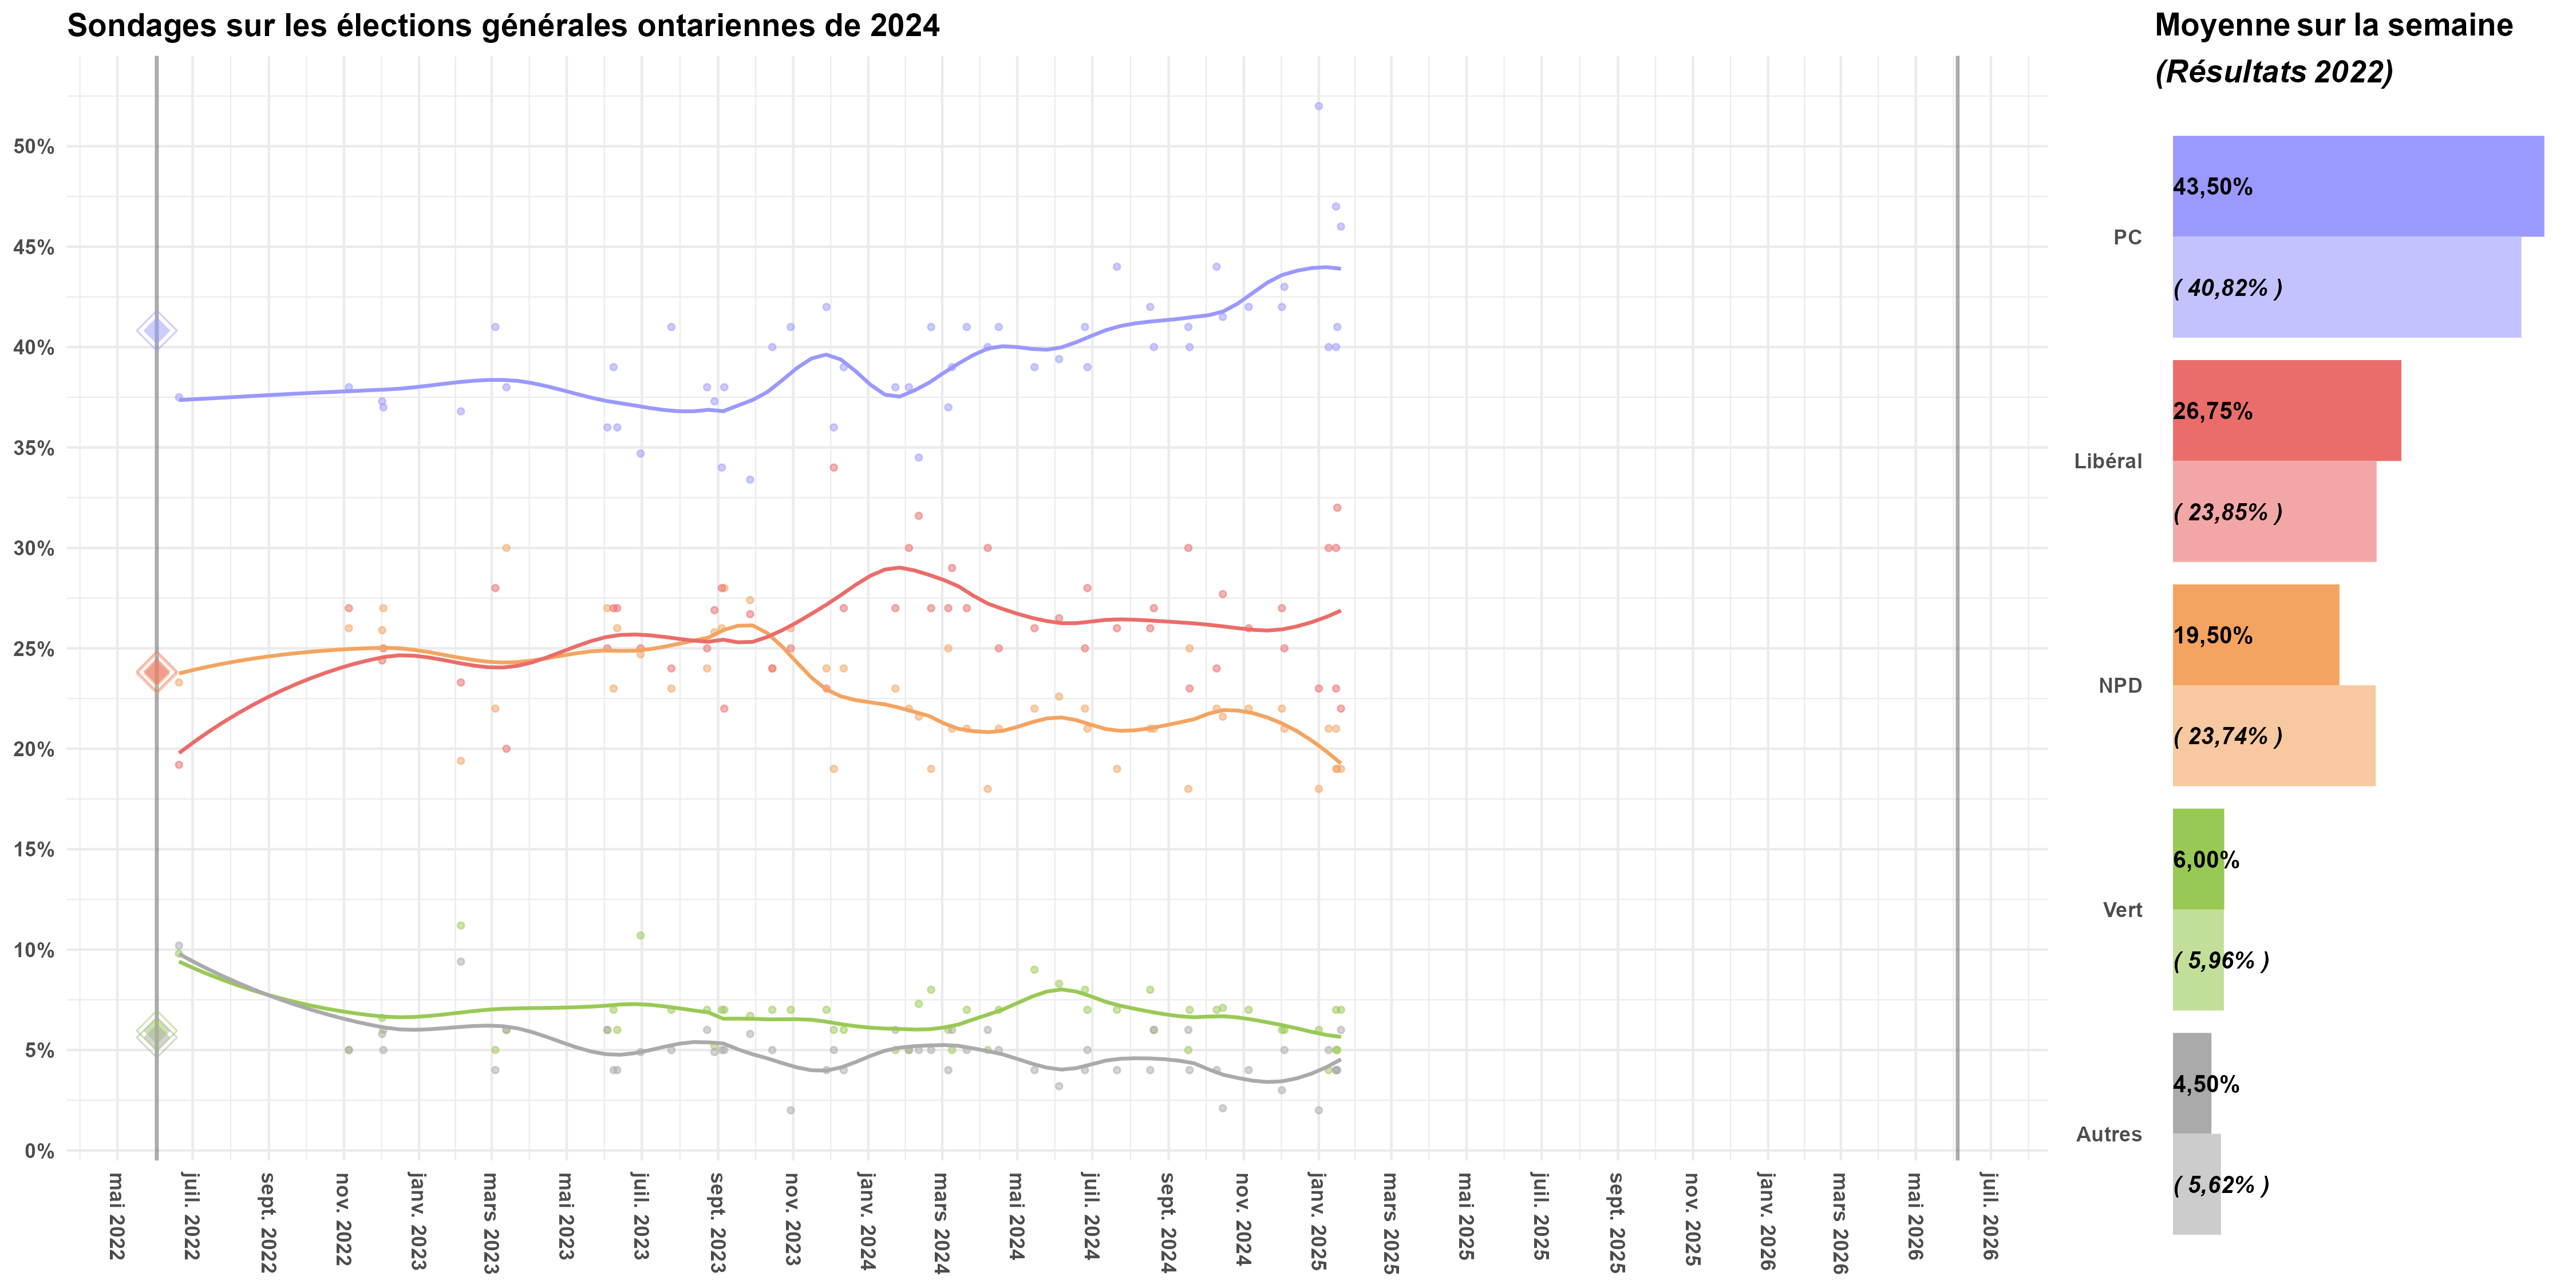 Sondages sur les élections générales ontariennes de 2024
50%
45%
40%
35%
30%
25%
20%
15%
10%
5%
0%
mai 2022
juil. 2022
sept. 2022
nov. 2022
janv. 2023
mars 2023
mai 2023
juil. 2023
sept. 2023
nov. 2023
janv. 2024
mars 2024
mai 2024
juil. 2024
sept. 2024
nov. 2024
janv. 2025
mars 2025
mai 2025
juil. 2025
sept. 2025
nov. 2025
janv. 2026
mars 2026
mai 2026
juil. 2026
Moyenne sur la semaine
(Résultats 2022)
PC
43,50%
( 40,82% )
Libéral
26,75%
( 23,85% )
NPD
19,50%
( 23,74% )
Vert
6,00%
( 5,96% )
Autres
4,50%
( 5,62% )